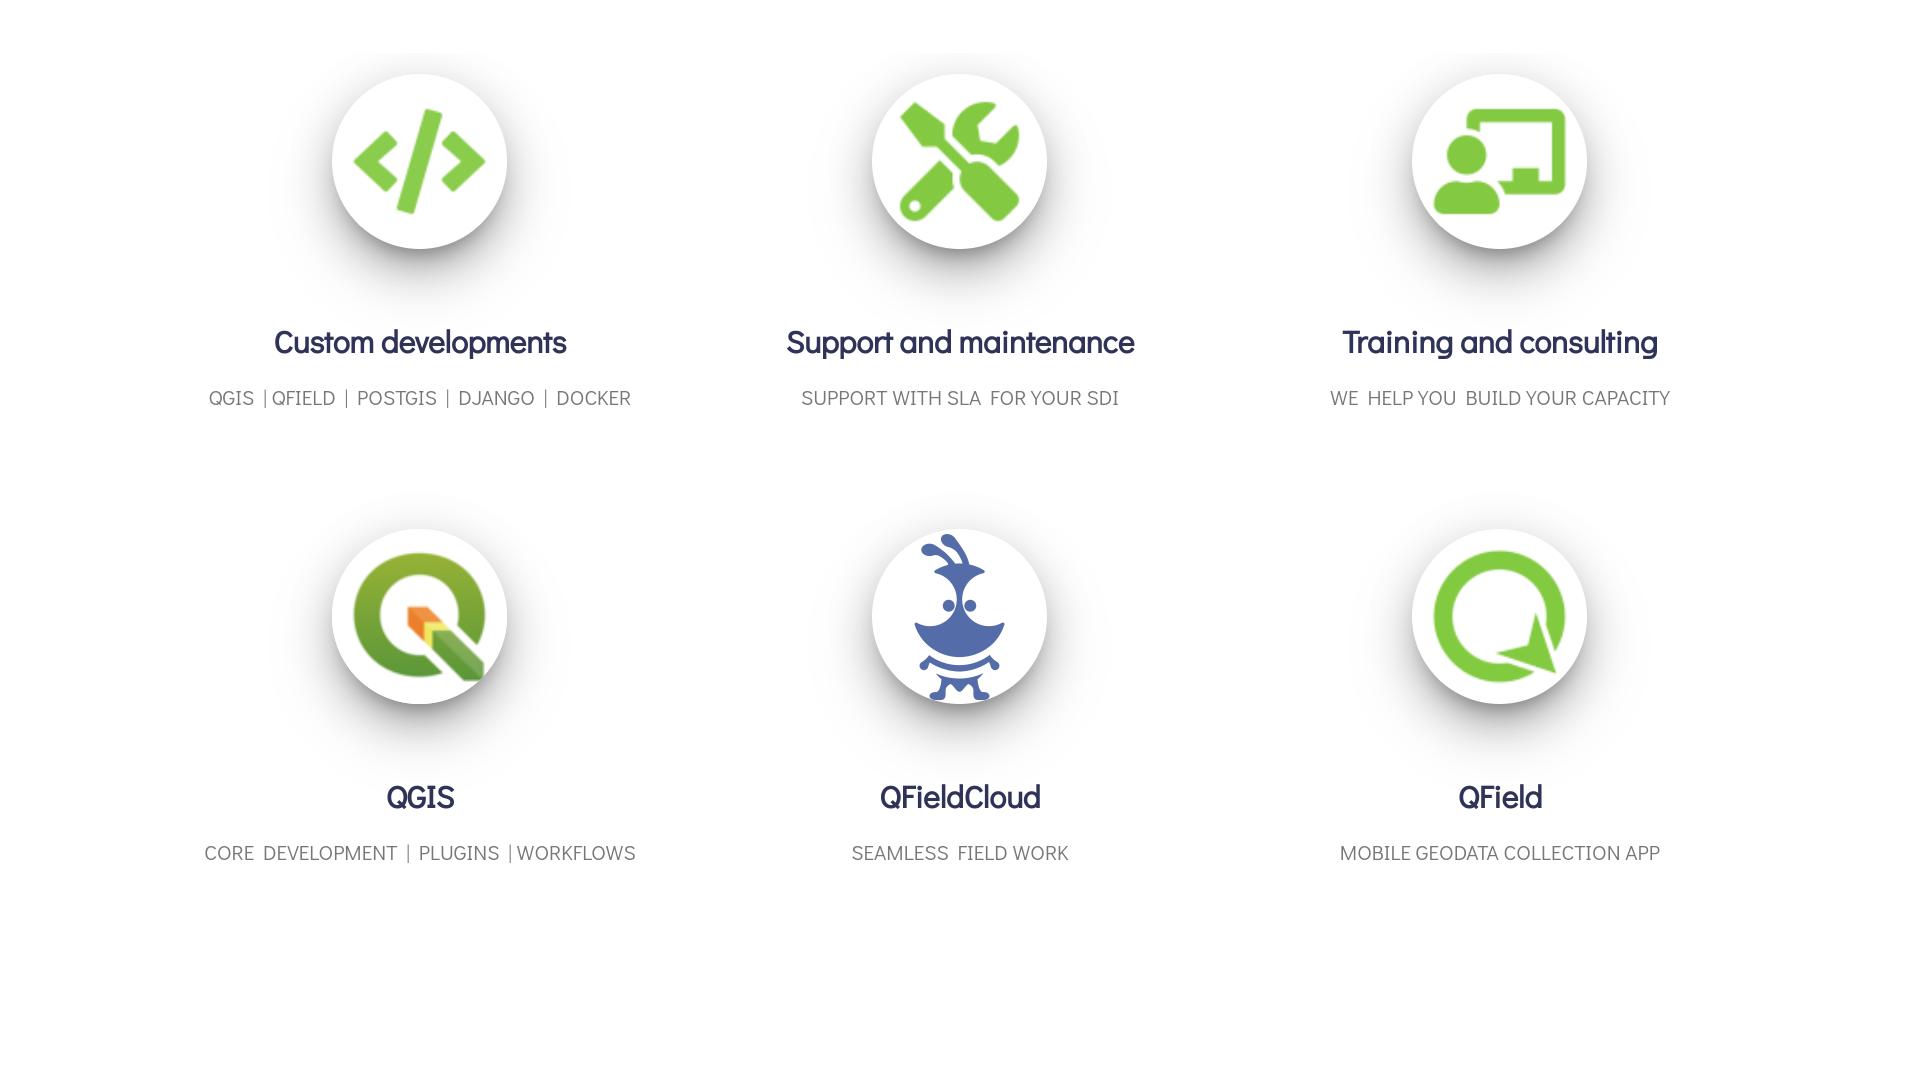 Custom developments
Support and maintenance
Training and consulting
QGIS | QFIELD | POSTGIS | DJANGO | DOCKER
SUPPORT WITH SLA FOR YOUR SDI
WE HELP YOU BUILD YOUR CAPACITY
QGIS
QFieldCloud
QField
CORE DEVELOPMENT | PLUGINS | WORKFLOWS
SEAMLESS FIELD WORK
MOBILE GEODATA COLLECTION APP